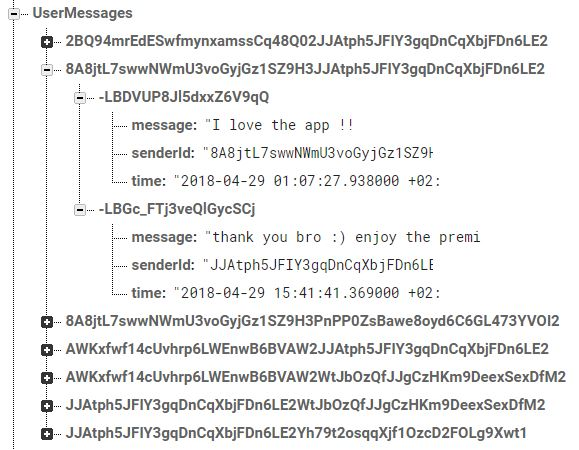 UserMessages
2BQ94mrEdESwfmynxamssCq48Q02JJAtph5JFIY3gqDnCqXbjFDn6LE2
8A8jtL7swwNWmU3voGyjGz1SZ9H3JJAtph5JFIY3gqDnCqXbjFDn6LE2
-LBDVUP8Jl5dxxZ6V9qQ
message: "I love the app !!
senderId: "8A8jtL7swwNWmU3voGyjGz1SZ9H
time: "2018-04-29 01:07:27.938000 +02:
-LBGc_FTj3veQlGycSCj
message: "thank you bro :) enjoy the premi
senderId: "JJAtph5JFIY3gqDnCqXbjFDn6LE
time: "2018-04-29 15:41:41.369000 +02:
8A8jtL7swwNWmU3voGyjGz1SZ9H3PnPP0ZsBawe8oyd6C6GL473YVOI2
AWKxfwf14cUvhrp6LWEnwB6BVAW2JJAtph5JFIY3gqDnCqXbjFDn6LE2
AWKxfwf14cUvhrp6LWEnwB6BVAW2WtJbOzQfJJgCzHKm9DeexSexDfM2
JJAtph5JFIY3gqDnCqXbjFDn6LE2WtJbOzQfJJgCzHKm9DeexSexDfM2
JJAtph5JFIY3gqDnCqXbjFDn6LE2Yh79t2osqqXjf1OzcD2FOLg9Xwt1